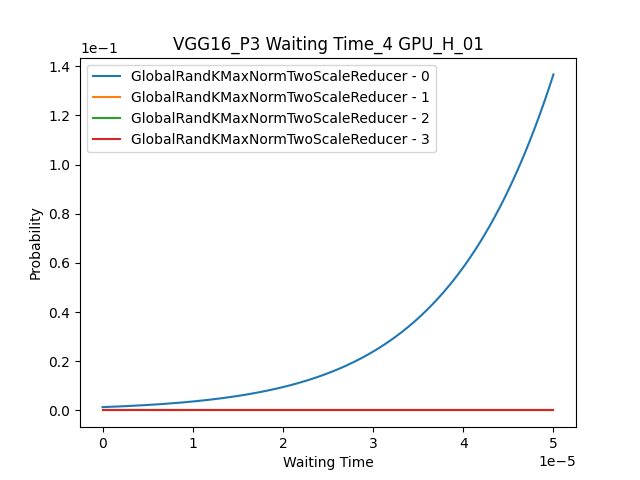 VGG16_P3 Waiting Time_4 GPU_H_01
1e−1
GlobalRandKMaxNormTwoScaleReducer - 0
GlobalRandKMaxNormTwoScaleReducer - 1
GlobalRandKMaxNormTwoScaleReducer - 2
GlobalRandKMaxNormTwoScaleReducer - 3
1.4
1.2
1.0
0.8
0.6
0.4
0.2
0.0
Probability
0 1 2 3 4 5
Waiting Time
1e−5